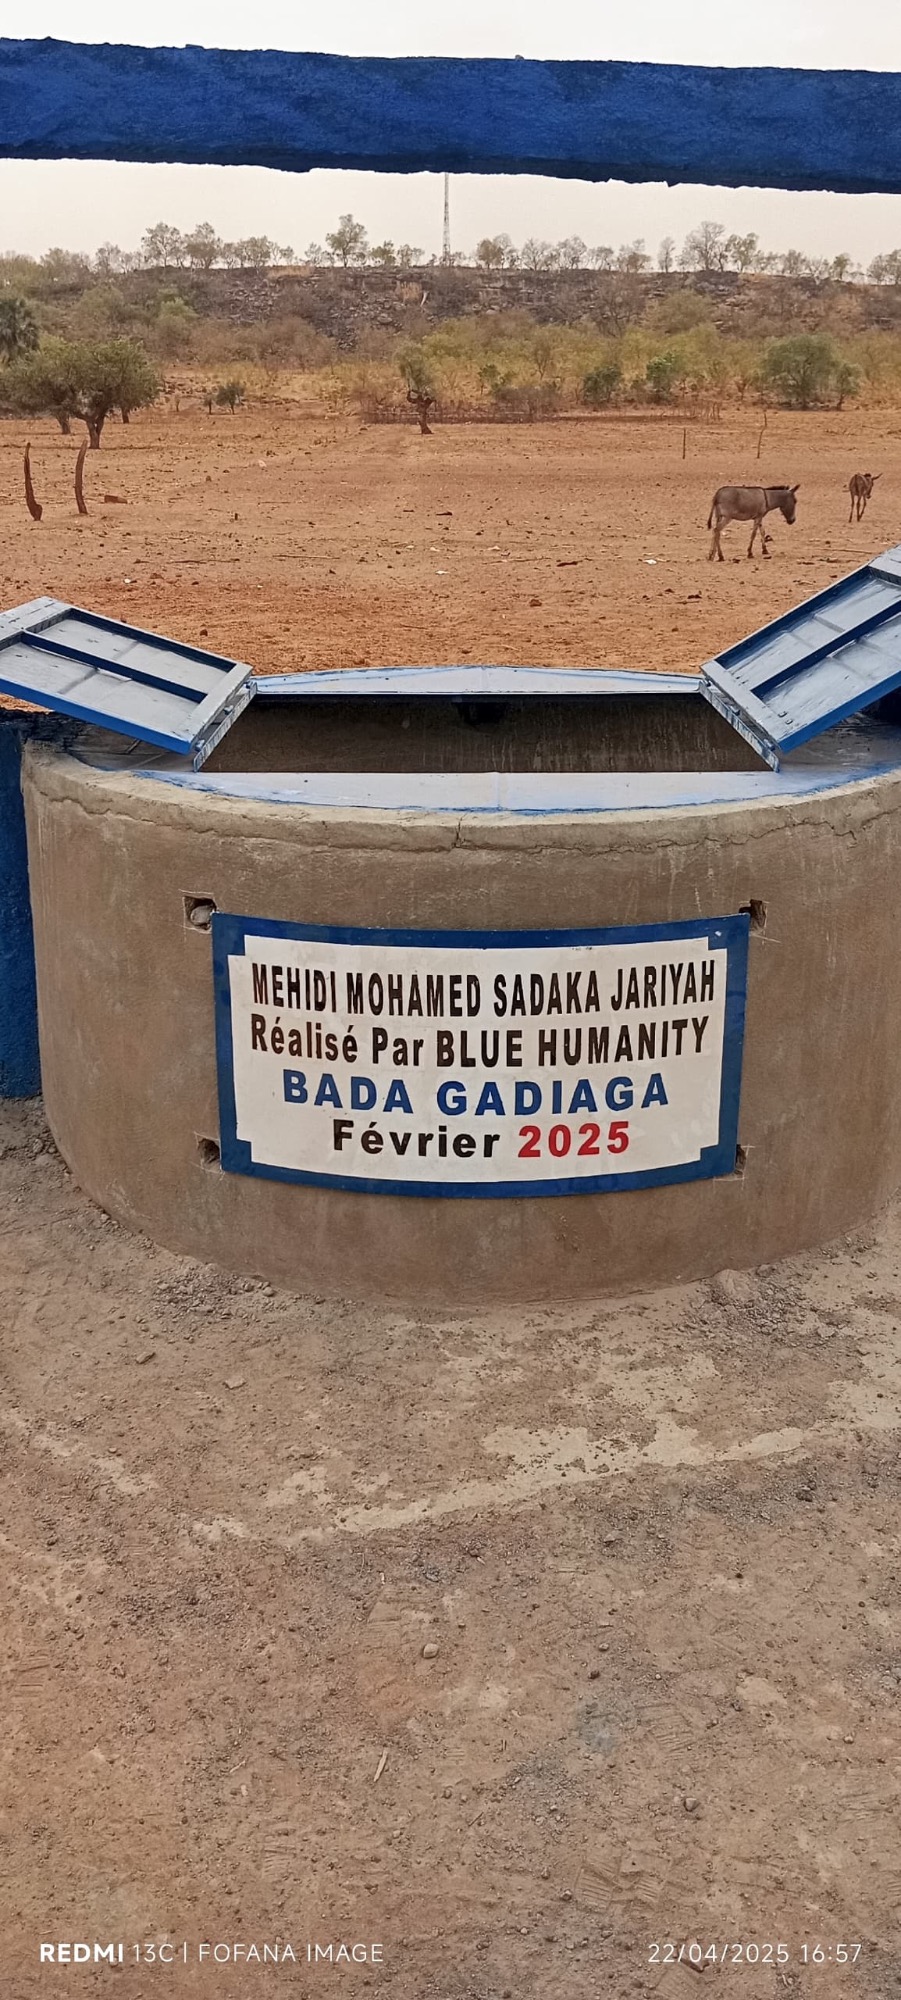 MEHIDI MOHAMED SADAKA JARIYAH
Réalisé Par BLUE HUMANITY
BADA GADIAGA
Février 2025
REDMI 13C | FOFANA IMAGE
22/04/2025 16:57